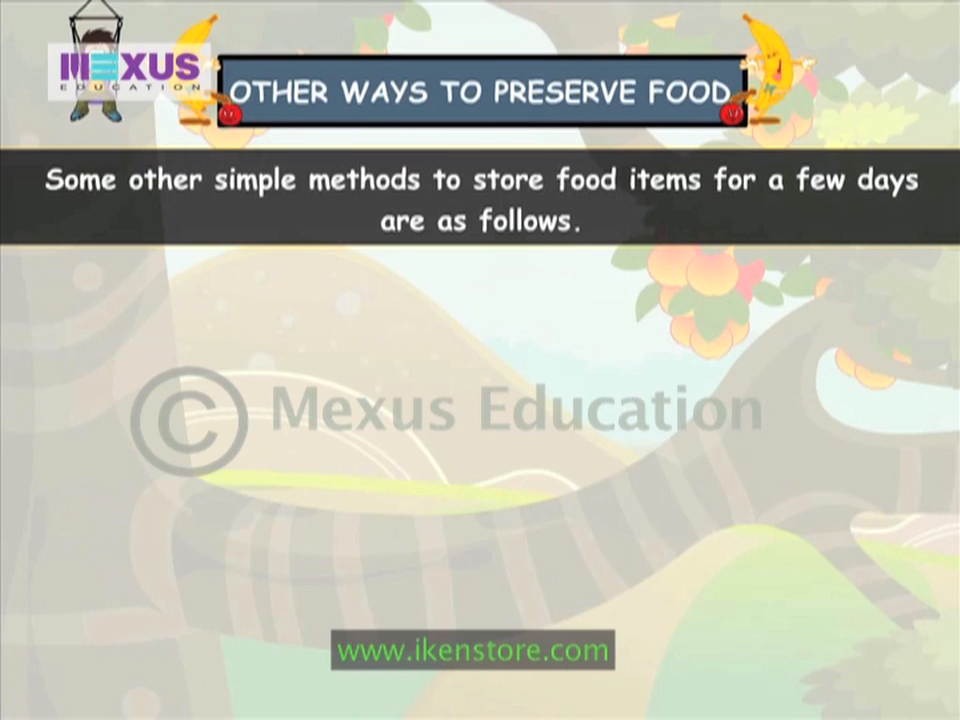 MEXUS
EDUCATION
OTHER WAYS TO PRESERVE FOOD
Some other simple methods to store food items for a few days
are as follows.
© Mexus Education
www.ikenstore.com